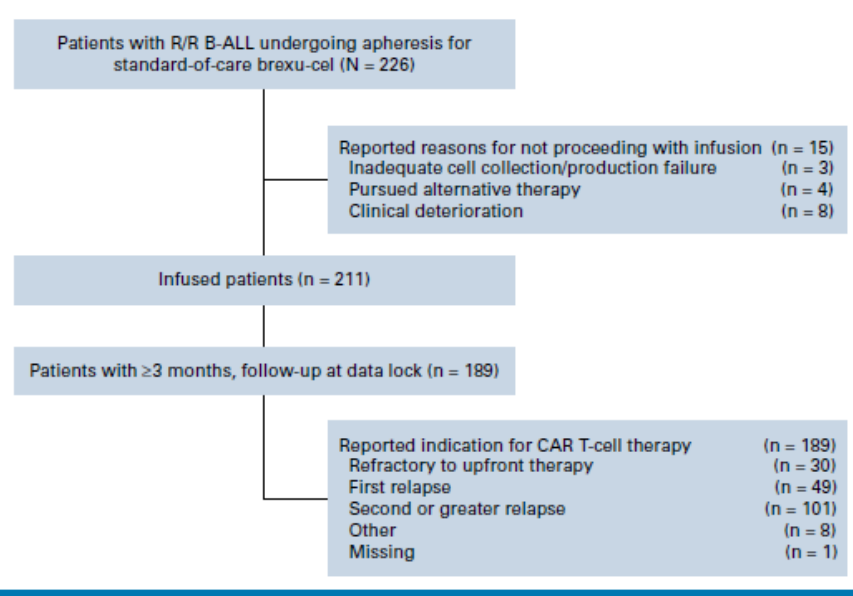 Patients with R/R B-ALL undergoing apheresis for
standard-of-care brexu-cel (N = 226)
Reported reasons for not proceeding with infusion (n = 15)
Inadequate cell collection/production failure (n = 3)
Pursued alternative therapy (n = 4)
Clinical deterioration (n = 8)
Infused patients (n = 211)
Patients with ≥3 months, follow-up at data lock (n = 189)
Reported indication for CAR T-cell therapy (n = 189)
Refractory to upfront therapy (n = 30)
First relapse (n = 49)
Second or greater relapse (n = 101)
Other (n = 8)
Missing (n = 1)